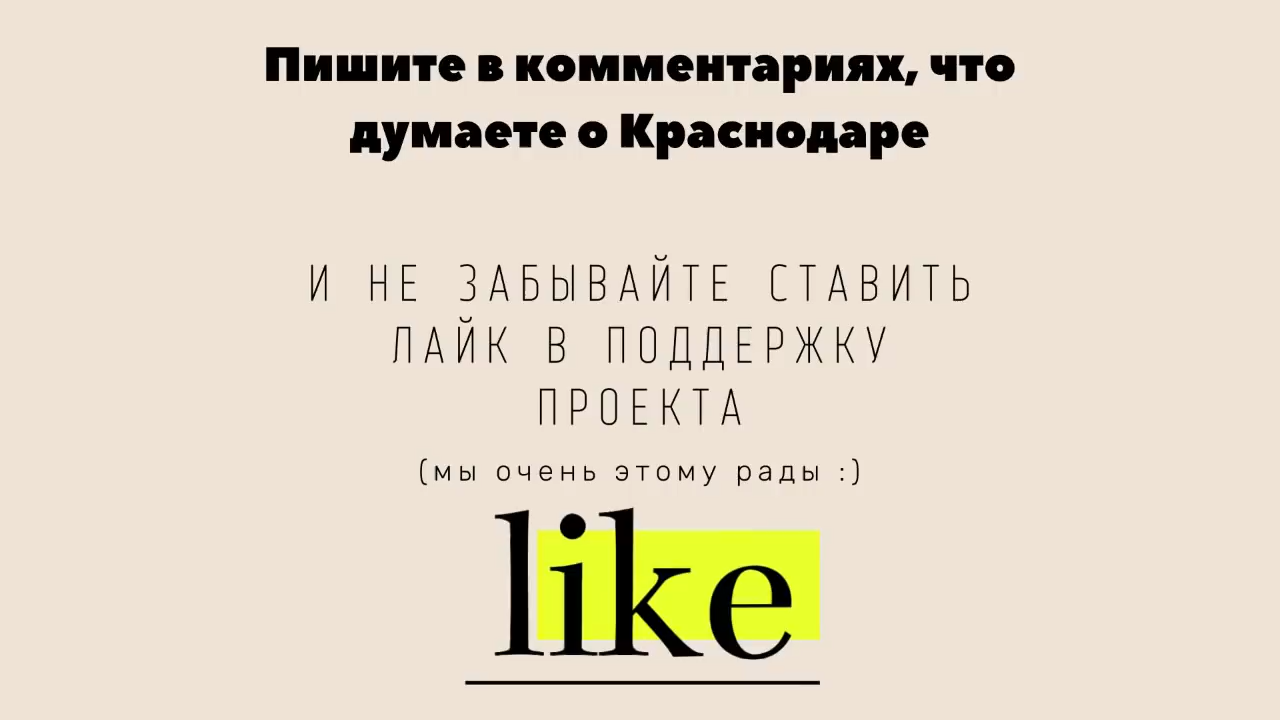 Пишите в комментариях, что
думаете о Краснодаре
И НЕ ЗАБЫВАЙТЕ СТАВИТЬ
ЛАЙК В ПОДДЕРЖКУ
ПРОЕКТА
(мы очень этому рады :)
like